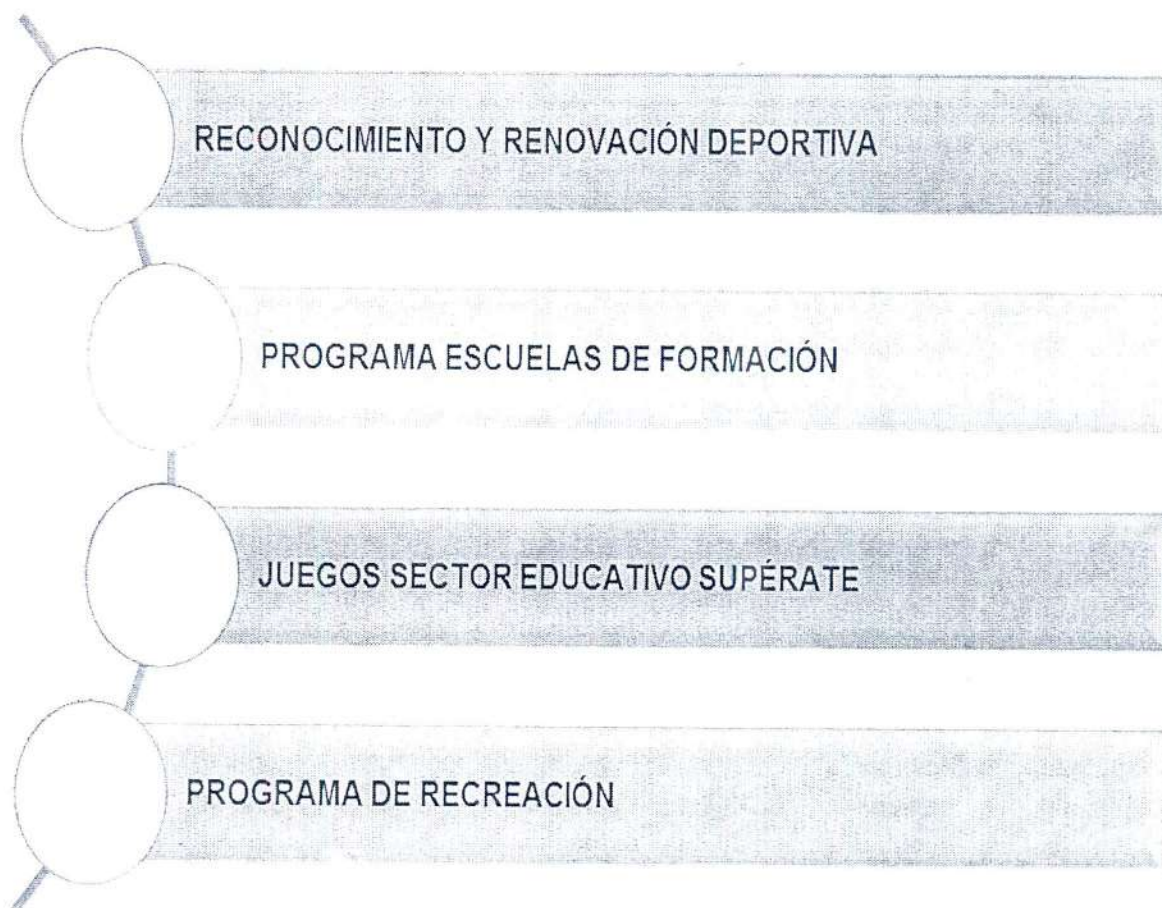 RECONOCIMIENTO Y RENOVACIÓN DEPORTIVA
PROGRAMA ESCUELAS DE FORMACIÓN
JUEGOS SECTOR EDUCATIVO SUPÉRATE
PROGRAMA DE RECREACIÓN